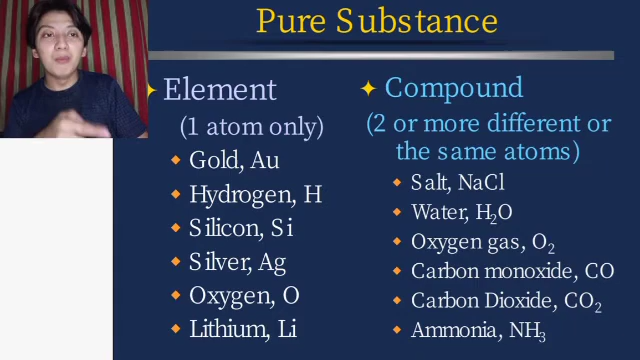 Pure Substance
Element
(1 atom only)
Gold, Au
Hydrogen, H
Silicon, Si
Silver, Ag
Oxygen, O
Lithium, Li
Compound
(2 or more different or
the same atoms)
Salt, NaCl
Water, H₂O
Oxygen gas, O₂
Carbon monoxide, CO
Carbon Dioxide, CO₂
Ammonia, NH₃